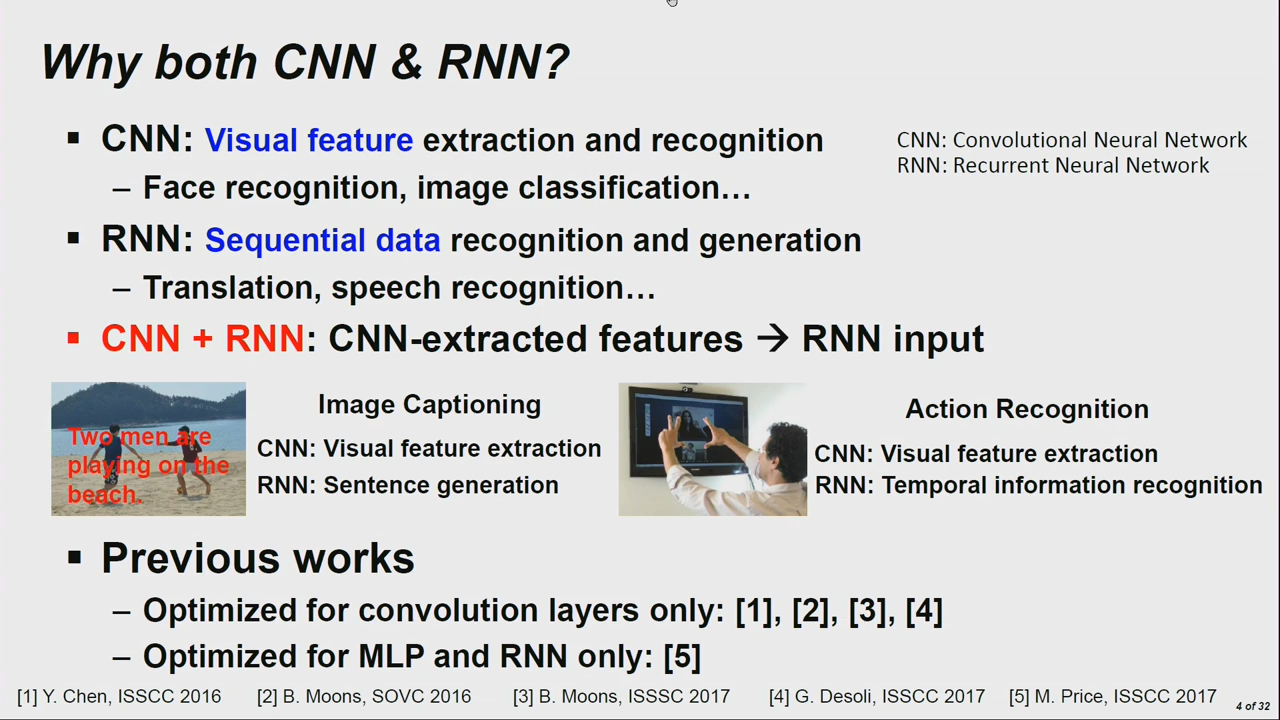 Why both CNN & RNN?
▪ CNN: Visual feature extraction and recognition
– Face recognition, image classification…
CNN: Convolutional Neural Network
RNN: Recurrent Neural Network
▪ RNN: Sequential data recognition and generation
– Translation, speech recognition…
▪ CNN + RNN: CNN-extracted features → RNN input
Two men are
playing on the
beach.
Image Captioning
CNN: Visual feature extraction
RNN: Sentence generation
Action Recognition
CNN: Visual feature extraction
RNN: Temporal information recognition
▪ Previous works
– Optimized for convolution layers only: [1], [2], [3], [4]
– Optimized for MLP and RNN only: [5]
[1] Y. Chen, ISSCC 2016 [2] B. Moons, SOVC 2016 [3] B. Moons, ISSSC 2017 [4] G. Desoli, ISSCC 2017 [5] M. Price, ISSCC 2017
4 of 32